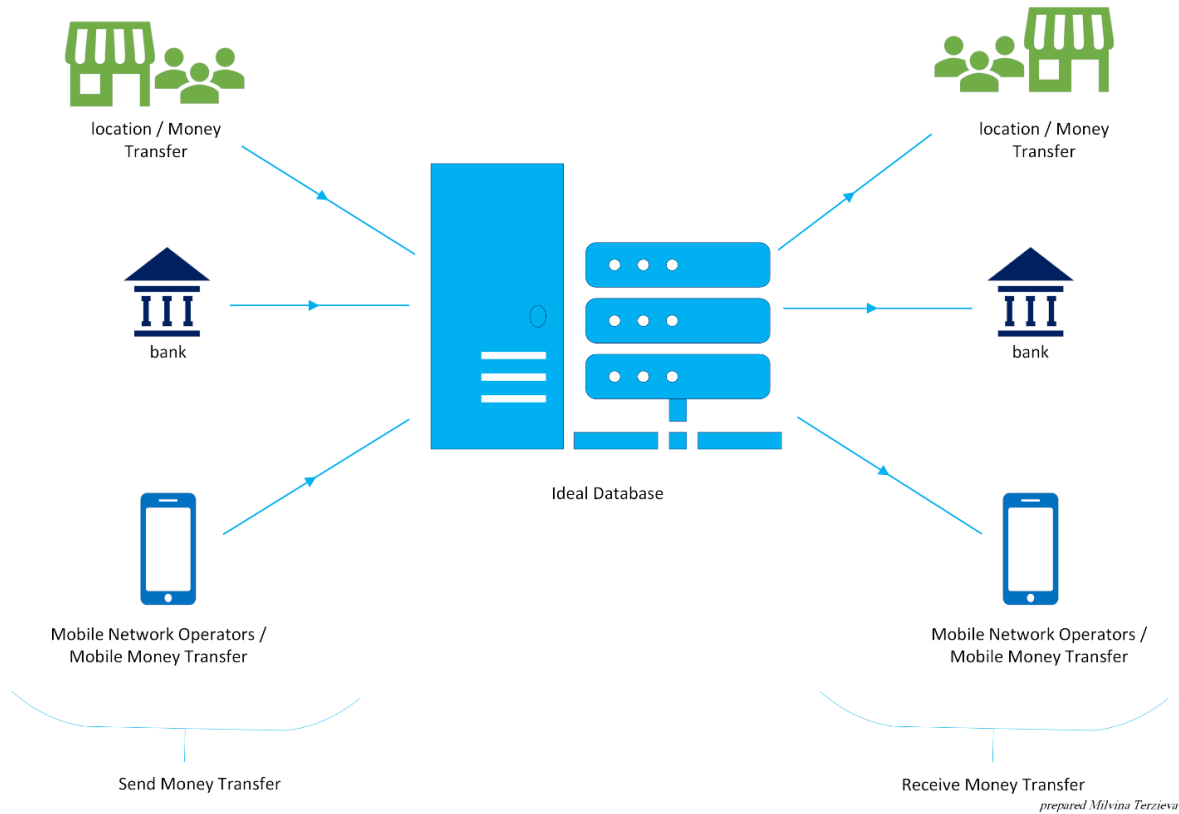 location / Money
Transfer
location / Money
Transfer
bank
bank
Ideal Database
Mobile Network Operators /
Mobile Money Transfer
Mobile Network Operators /
Mobile Money Transfer
Send Money Transfer
Receive Money Transfer
prepared Milvina Terzieva